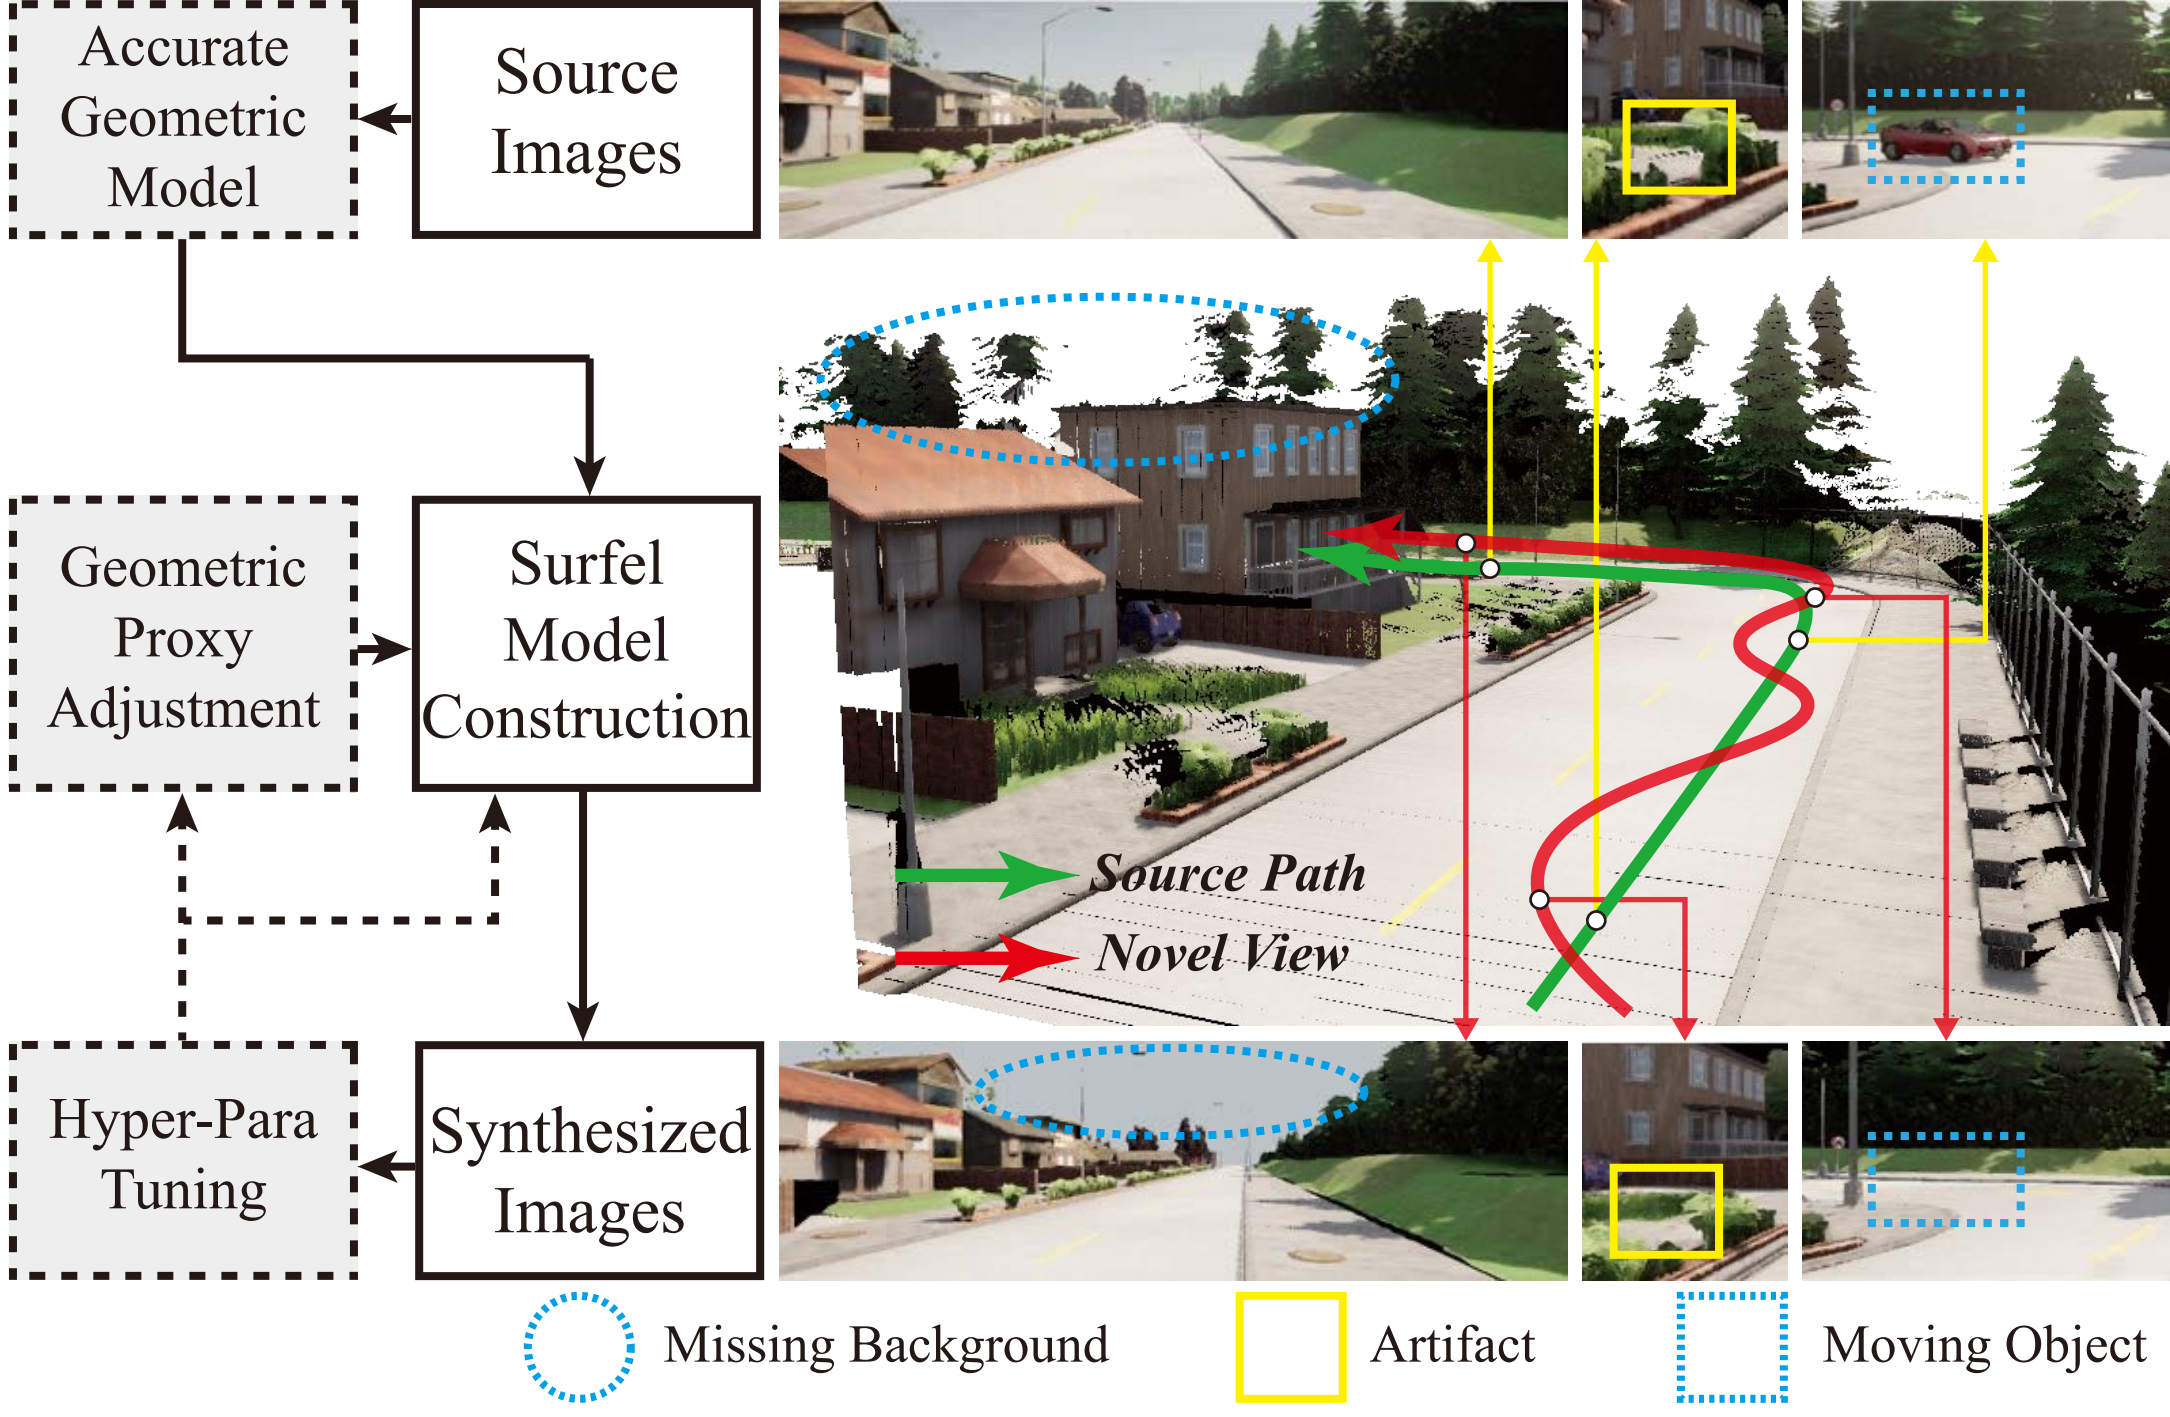 Accurate
Geometric
Model
Source
Images
Geometric
Proxy
Adjustment
Surfel
Model
Construction
Source Path
Novel View
Hyper-Para
Tuning
Synthesized
Images
Missing Background
Artifact
Moving Object